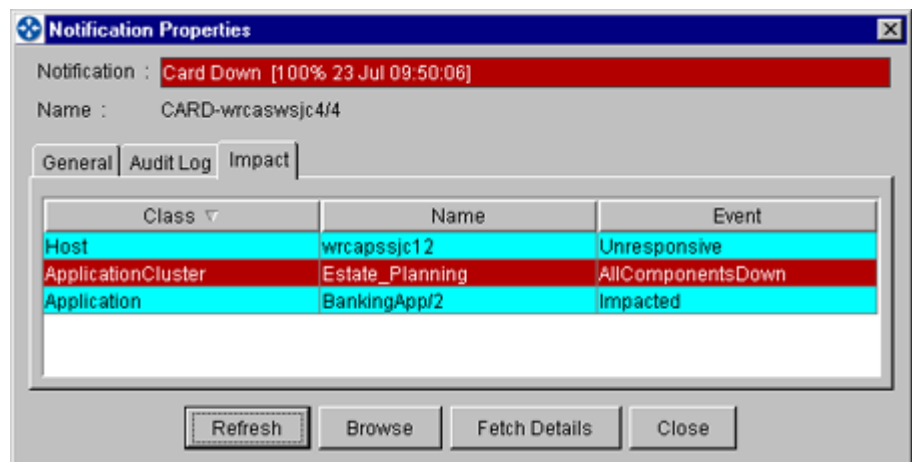 Notification Properties
Notification : Card Down [100% 23 Jul 09:50:06]
Name : CARD-wrcaswsjc4/4
General Audit Log Impact
Class Name Event
Host wrcapssjc12 Unresponsive
ApplicationCluster Estate_Planning AllComponentsDown
Application BankingApp/2 Impacted
Refresh Browse Fetch Details Close